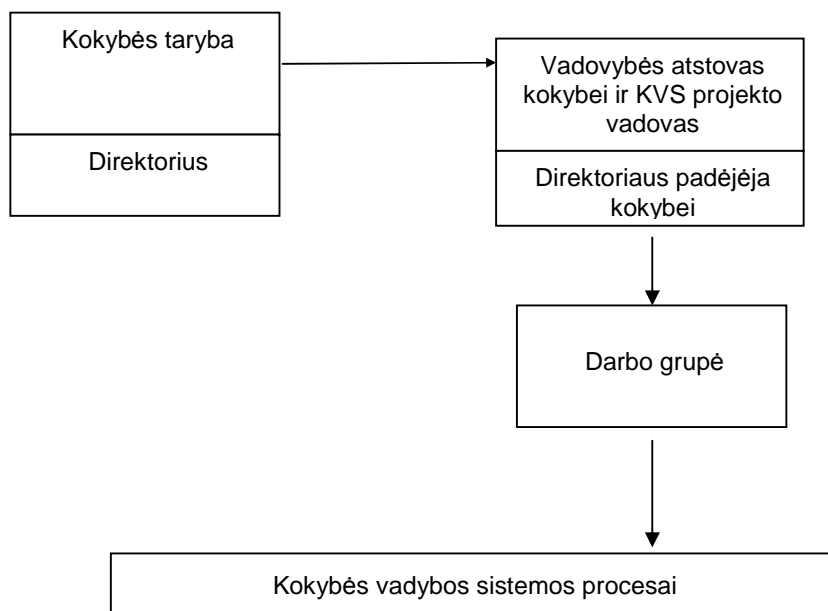 Kokybės taryba
Direktorius
Vadovybės atstovas
kokybei ir KVS projekto
vadovas
Direktoriaus padėjėja
kokybei
Darbo grupė
Kokybės vadybos sistemos procesai